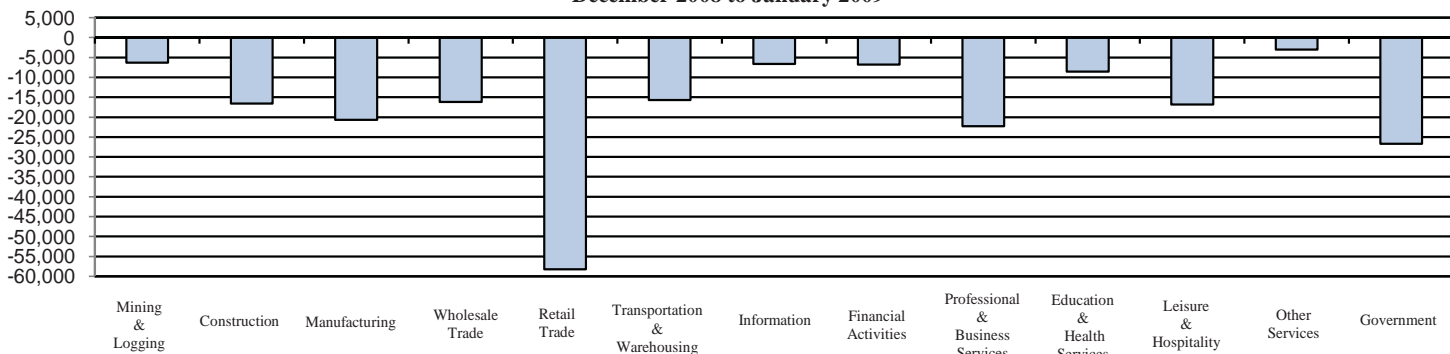 December 2008 to January 2009
5,000
0
-5,000
-10,000
-15,000
-20,000
-25,000
-30,000
-35,000
-40,000
-45,000
-50,000
-55,000
-60,000
Mining
&
Logging
Construction
Manufacturing
Wholesale
Trade
Retail
Trade
Transportation
&
Warehousing
Information
Financial
Activities
Professional
&
Business
Services
Education
&
Health
Services
Leisure
&
Hospitality
Other
Services
Government